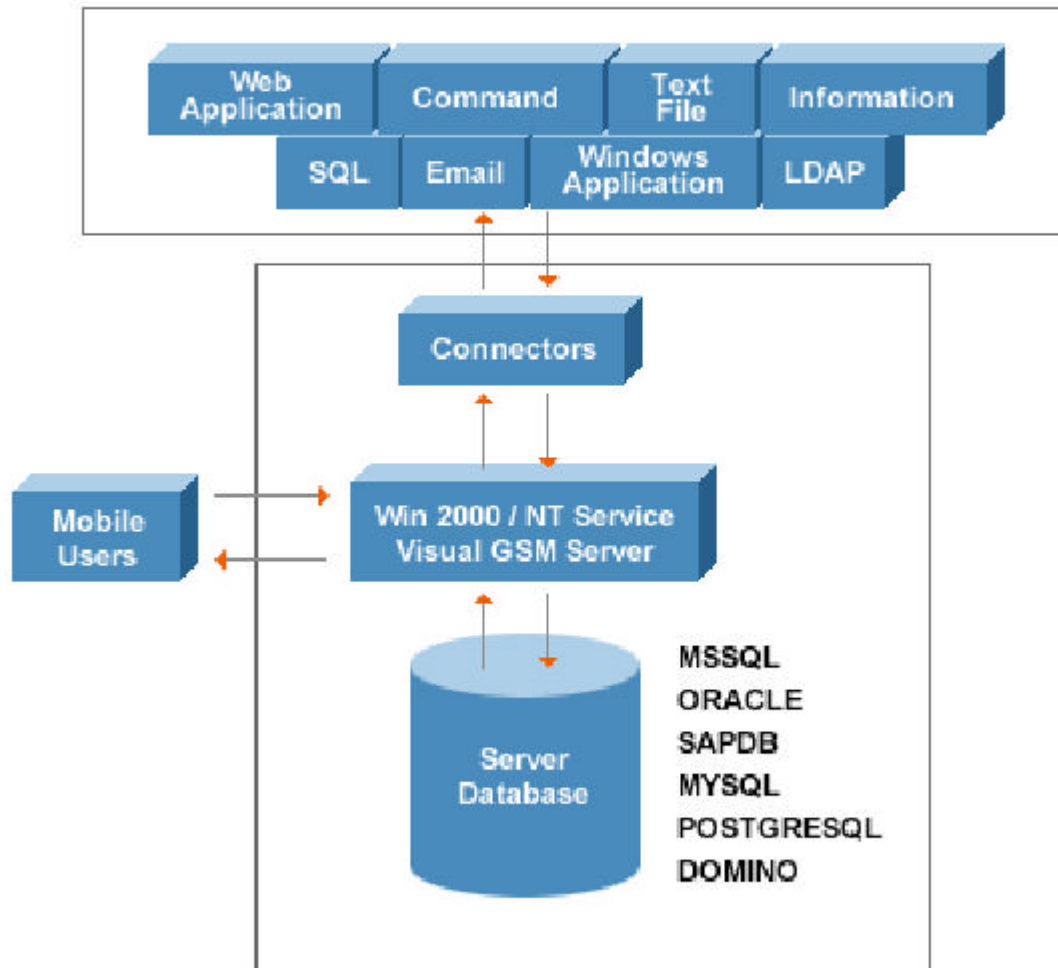 Web
Application
Command
Text
File
Information
SQL
Email
Windows
Application
LDAP
Connectors
Mobile
Users
Win 2000 / NT Service
Visual GSM Server
Server
Database
MSSQL
ORACLE
SAPDB
MYSQL
POSTGRESQL
DOMINO